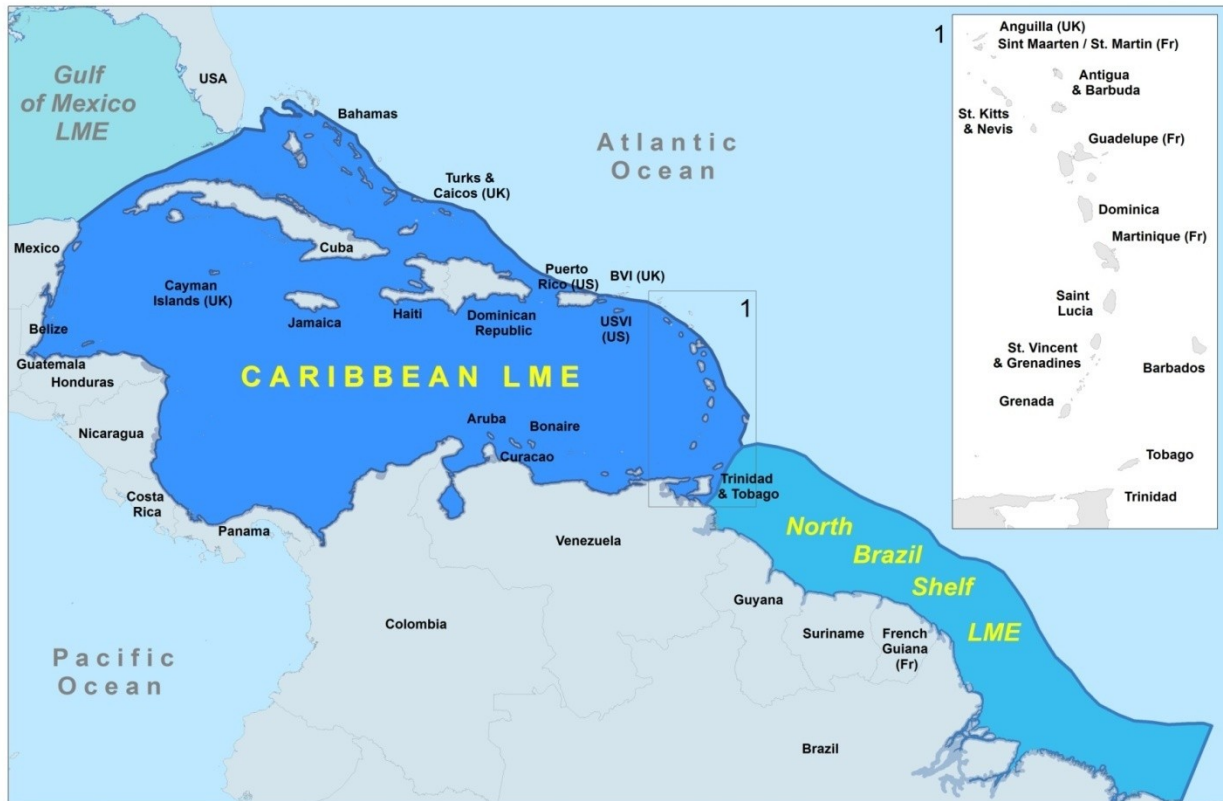 Gulf
of Mexico
LME
USA
Bahamas
Atlantic
Ocean
Turks &
Caicos (UK)
Mexico
Cuba
Cayman
Islands (UK)
Jamaica
Haiti
Dominican
Republic
Puerto
Rico (US)
BVI (UK)
USVI
(US)
1
Belize
Guatemala
Honduras
CARIBBEAN LME
Nicaragua
Aruba
Bonaire
Curacao
Costa
Rica
Panama
Trinidad
& Tobago
Venezuela
Colombia
Guyana
Suriname
French
Guiana
(Fr)
North
Brazil
Shelf
LME
Pacific
Ocean
Brazil
1
Anguilla (UK)
Sint Maarten / St. Martin (Fr)
Antigua
& Barbuda
St. Kitts
& Nevis
Guadelupe (Fr)
Dominica
Martinique (Fr)
Saint
Lucia
St. Vincent
& Grenadines
Barbados
Grenada
Tobago
Trinidad